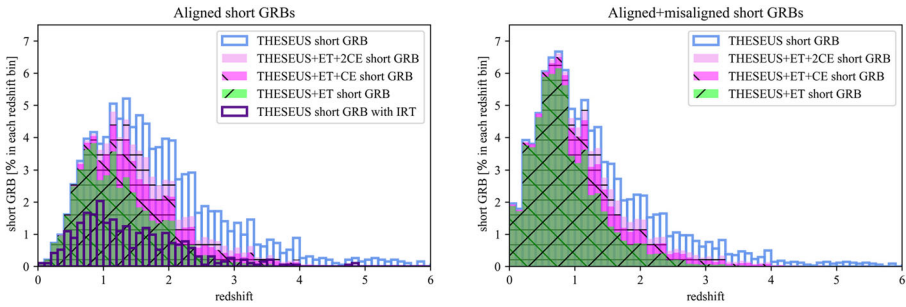 Aligned short GRBs
short GRB [% in each redshift bin]
7
6
5
4
3
2
1
0
THESEUS short GRB
THESEUS+ET+2CE short GRB
THESEUS+ET+CE short GRB
THESEUS+ET short GRB
THESEUS short GRB with IRT
0 1 2 3 4 5 6
redshift
Aligned+misaligned short GRBs
short GRB [% in each redshift bin]
7
6
5
4
3
2
1
0
THESEUS short GRB
THESEUS+ET+2CE short GRB
THESEUS+ET+CE short GRB
THESEUS+ET short GRB
0 1 2 3 4 5 6
redshift